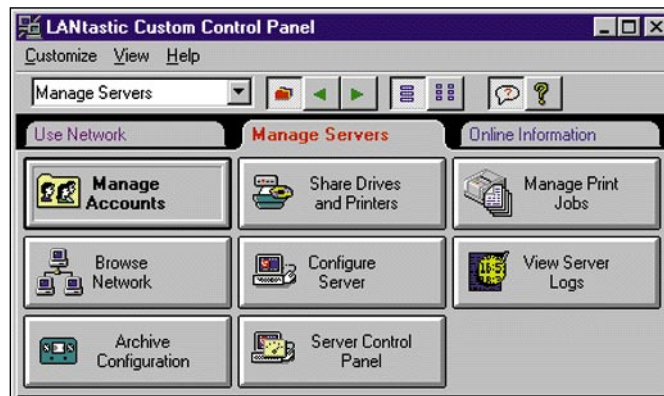 LANtastic Custom Control Panel
Customize View Help
Manage Servers
Use Network
Manage Servers
Online Information
Manage
Accounts
Share Drives
and Printers
Manage Print
Jobs
Browse
Network
Configure
Server
View Server
Logs
Archive
Configuration
Server Control
Panel